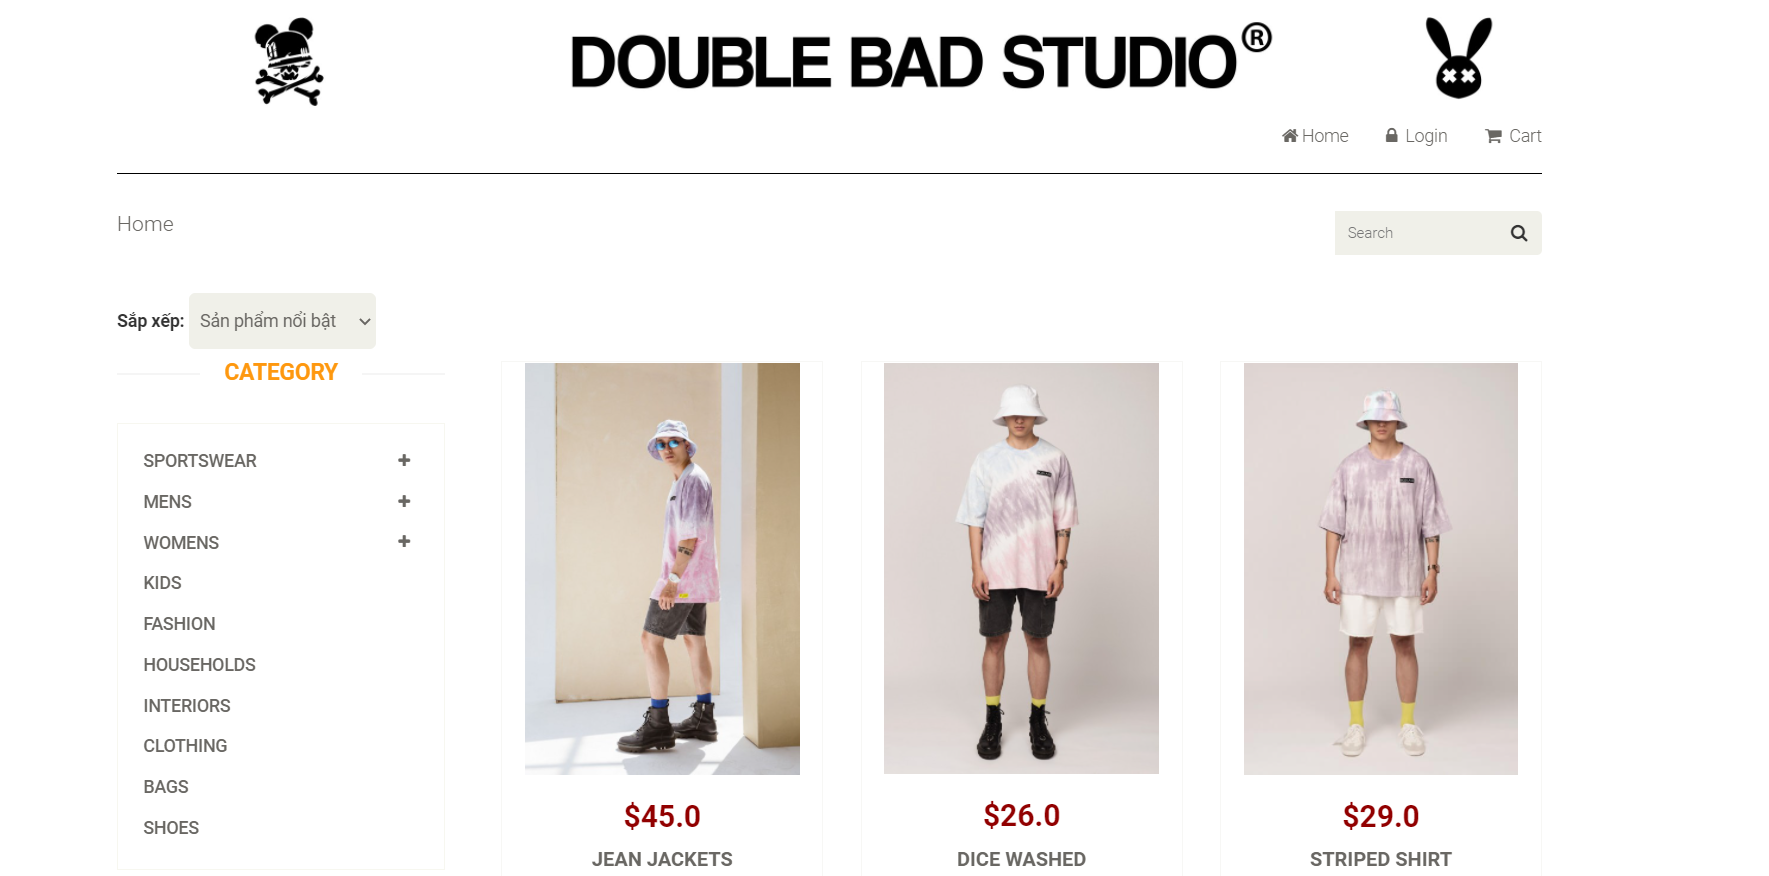 DOUBLE BAD STUDIO®
Home Login Cart
Home
Search
Sắp xếp: Sản phẩm nổi bật
CATEGORY
SPORTSWEAR
MENS
WOMENS
KIDS
FASHION
HOUSEHOLDS
INTERIORS
CLOTHING
BAGS
SHOES
$45.0
JEAN JACKETS
$26.0
DICE WASHED
$29.0
STRIPED SHIRT